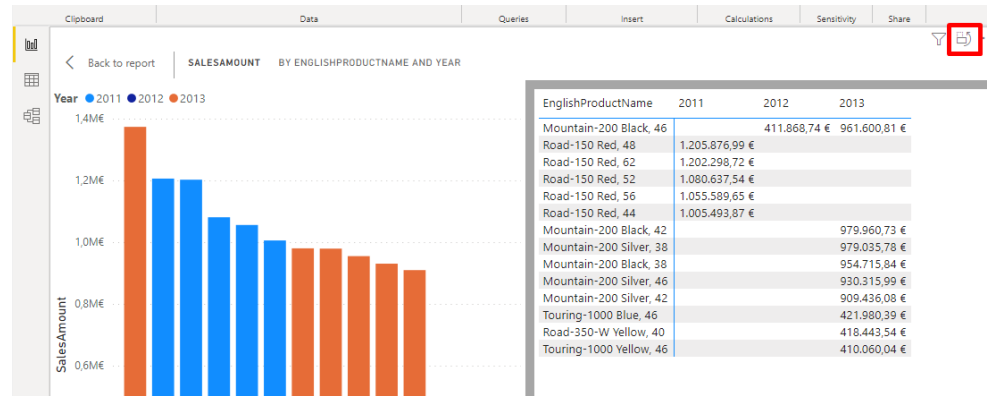 Clipboard Data Queries Insert Calculations Sensitivity Share
Back to report SALESAMOUNT BY ENGLISHPRODUCTNAME AND YEAR
Year 2011 2012 2013
1,4M€
1,2M€
1,0M€
0,8M€
0,6M€
SalesAmount
EnglishProductName 2011 2012 2013
Mountain-200 Black, 46 411.868,74 € 961.600,81 €
Road-150 Red, 48 1.205.876,99 €
Road-150 Red, 62 1.202.298,72 €
Road-150 Red, 52 1.080.637,54 €
Road-150 Red, 56 1.055.589,65 €
Road-150 Red, 44 1.005.493,87 €
Mountain-200 Black, 42 979.960,73 €
Mountain-200 Silver, 38 979.035,78 €
Mountain-200 Black, 38 954.715,84 €
Mountain-200 Silver, 46 930.315,99 €
Mountain-200 Silver, 42 909.436,08 €
Touring-1000 Blue, 46 421.980,39 €
Road-350-W Yellow, 40 418.443,54 €
Touring-1000 Yellow, 46 410.060,04 €